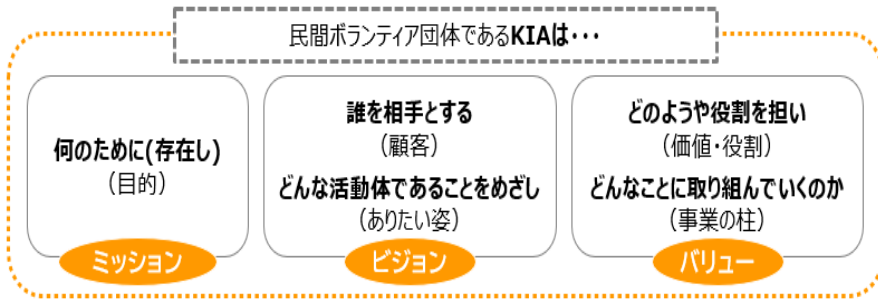 民間ボランティア団体であるKIAは・・・
何のために(存在し)
（目的）
ミッション
誰を相手とする
（顧客）
どんな活動体であることをめざし
（ありたい姿）
ビジョン
どのようや役割を担い
（価値・役割）
どんなことに取り組んでいくのか
（事業の柱）
バリュー